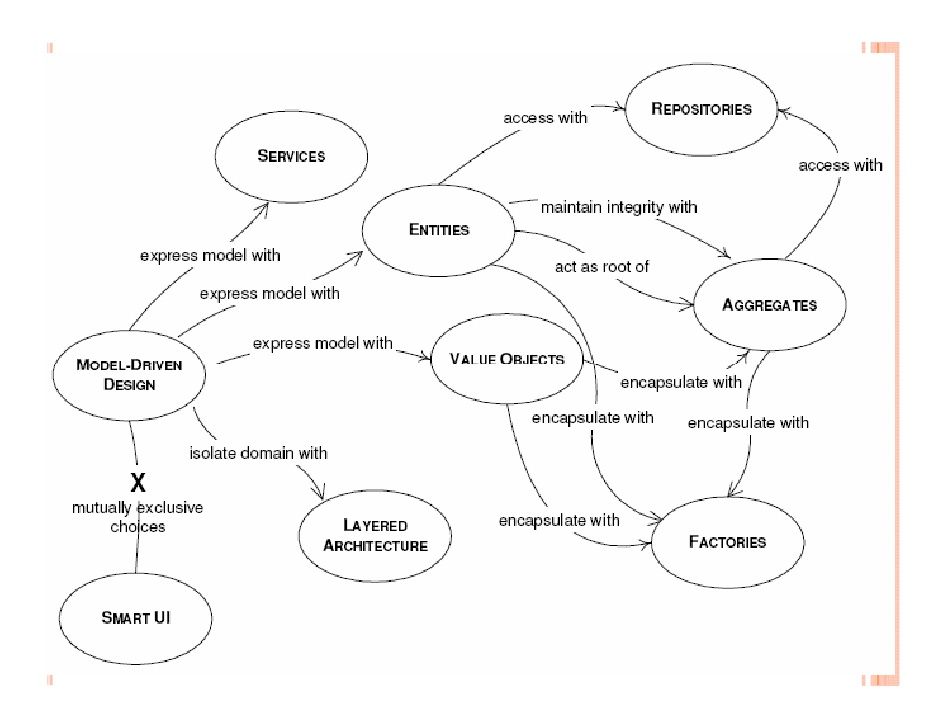 REPOSITORIES
access with
SERVICES
access with
maintain integrity with
ENTITIES
express model with
act as root of
express model with
AGGREGATES
express model with
VALUE OBJECTS
MODEL-DRIVEN
DESIGN
encapsulate with
encapsulate with
encapsulate with
isolate domain with
X
mutually exclusive
choices
encapsulate with
LAYERED
ARCHITECTURE
FACTORIES
SMART UI